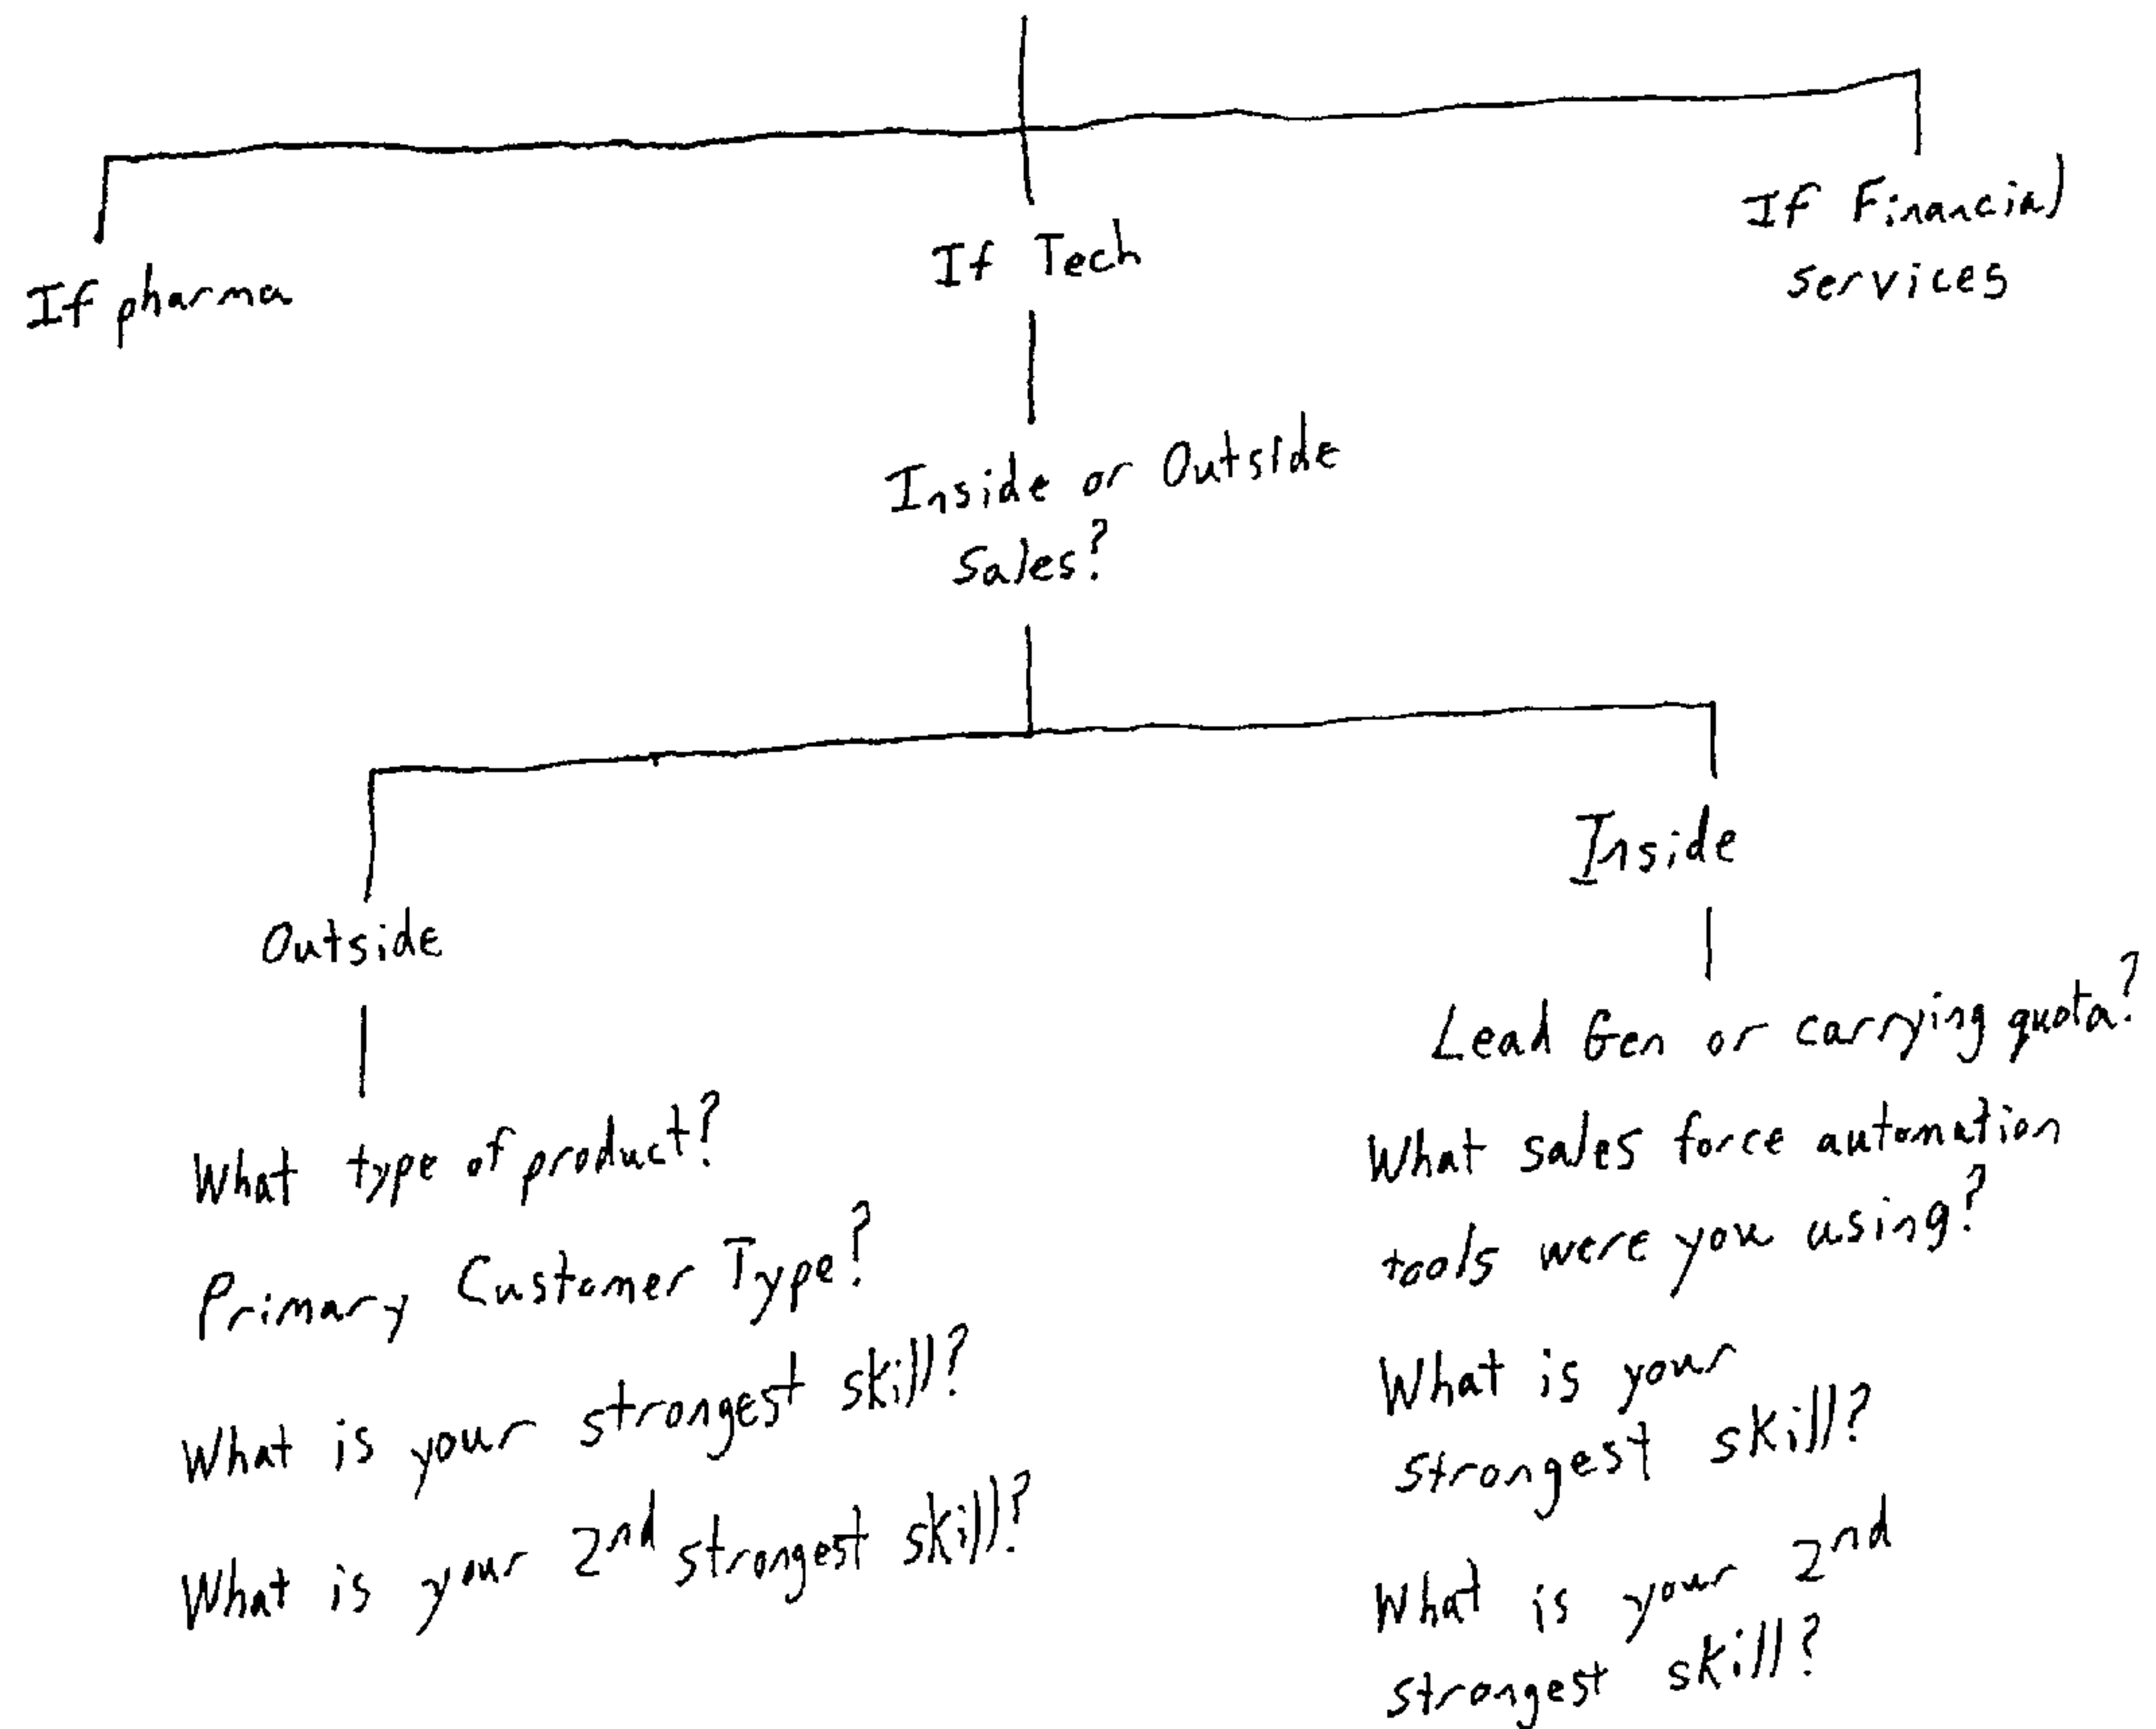 If pharma
If Tech
If Financial
services
Inside or Outside
Sales?
Outside
What type of product?
Primary Customer Type?
What is your strongest skill?
What is your 2nd strongest skill?
Inside
Lead Gen or carrying quota?
What sales force automation
tools were you using?
What is your
strongest skill?
What is your 2nd
strongest skill?